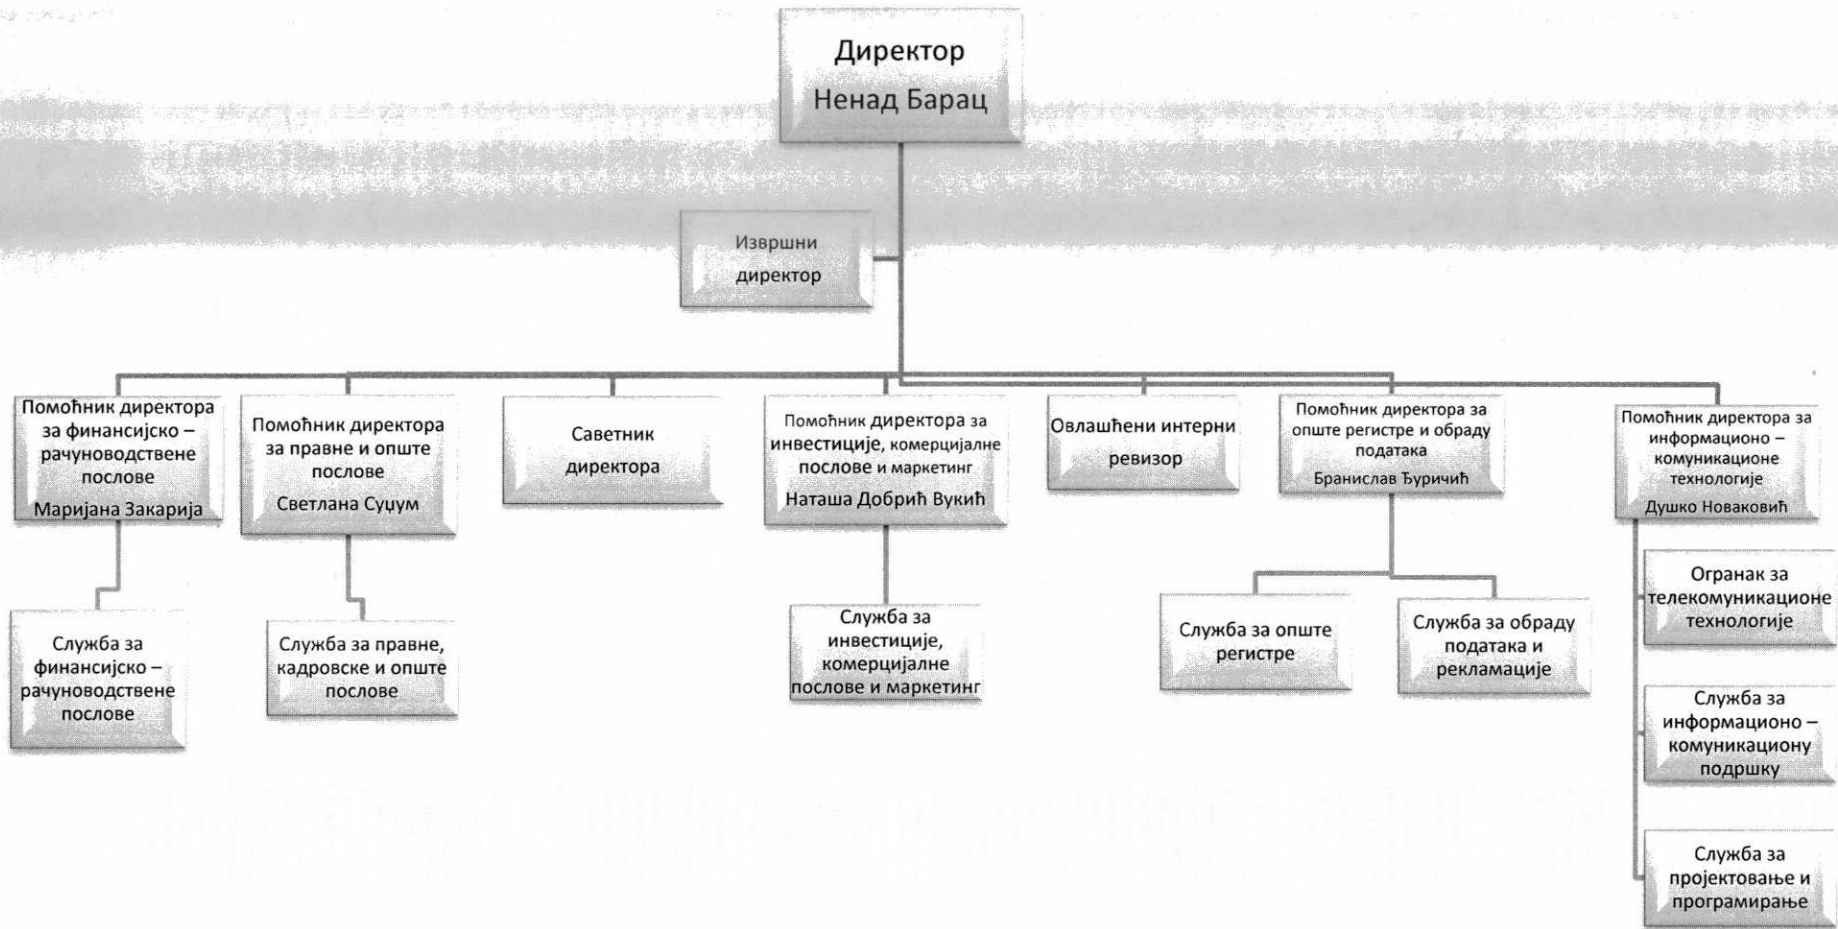 Директор
Ненад Барац
Извршни
директор
Помоћник директора
за финансијско –
рачуноводствене
послове
Маријана Закарија
Помоћник директора
за правне и опште
послове
Светлана Суџум
Саветник
директора
Помоћник директора за
инвестиције, комерцијалне
послове и маркетинг
Наташа Добрић Вукић
Овлашћени интерни
ревизор
Помоћник директора за
опште регистре и обраду
података
Бранислав Ђуричић
Помоћник директора за
информационо –
комуникационе
технологије
Душко Новаковић
Служба за
финансијско –
рачуноводствене
послове
Служба за правне,
кадровске и опште
послове
Служба за
инвестиције,
комерцијалне
послове и маркетинг
Служба за опште
регистре
Служба за обраду
података и
рекламације
Огранак за
телекомуникационе
технологије
Служба за
информационо –
комуникациону
подршку
Служба за
пројектовање и
програмирање